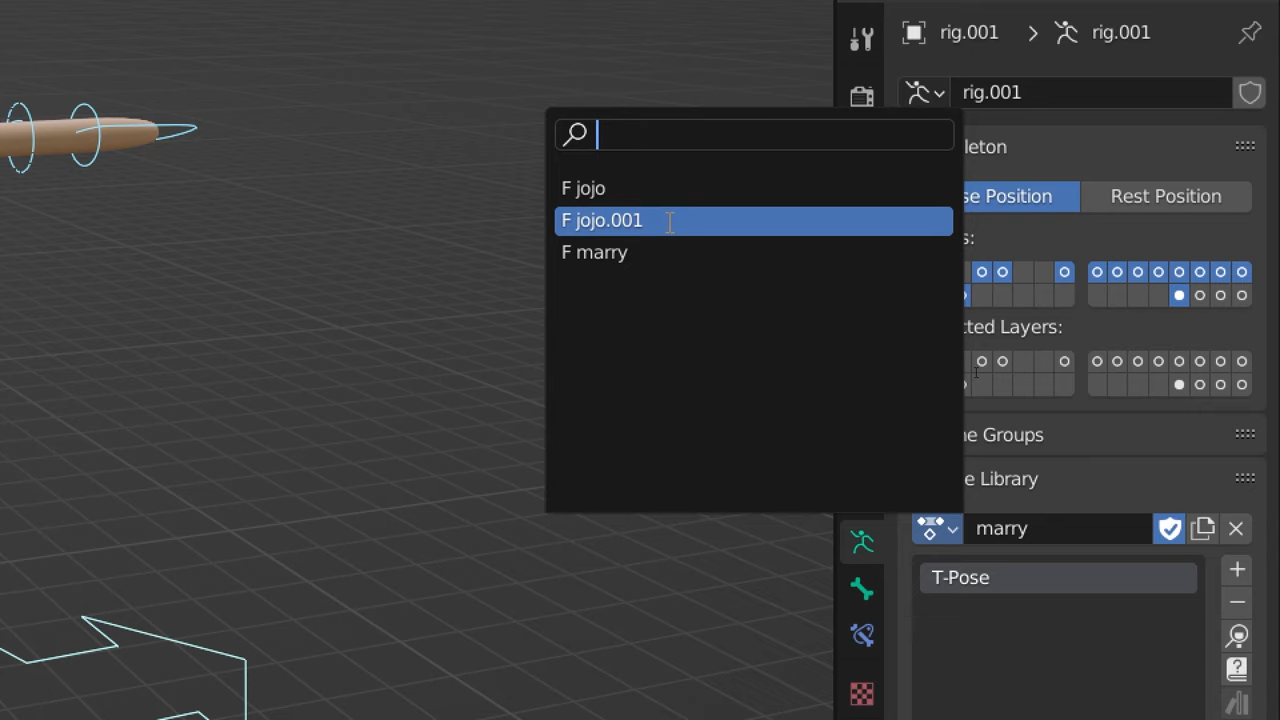 rig.001 > rig.001
rig.001
F jojo
F jojo.001
F marry
leton
se Position
Rest Position
s:
ted Layers:
ne Groups
e Library
marry
T-Pose